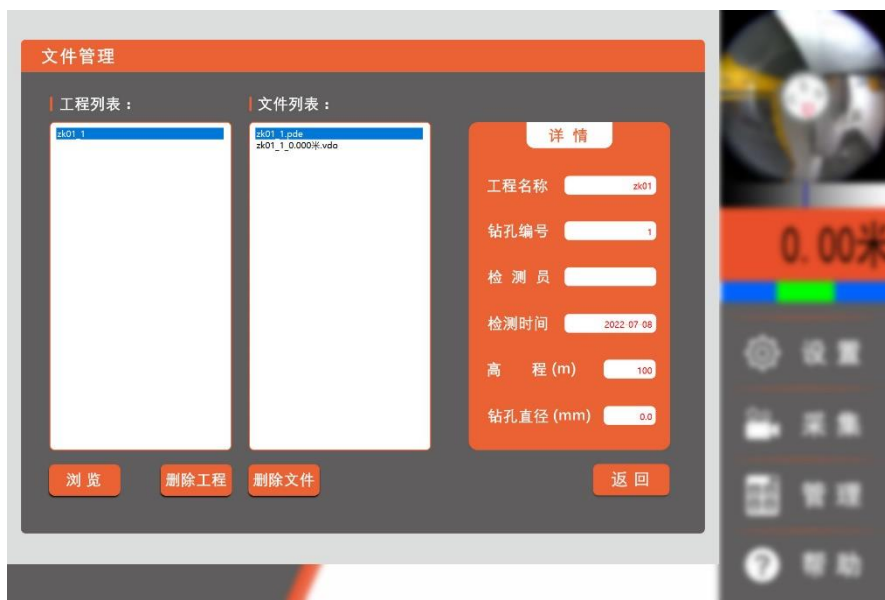 文件管理
工程列表：
文件列表：
zk01_1
zk01_1.pde
zk01_1_0.000米.vdo
详 情
工程名称 zk01
钻孔编号 1
检 测 员
检测时间 2022-07-08
高 程 (m) 100
钻孔直径 (mm) 0.0
浏 览
删除工程
删除文件
返 回
0.00米
设 置
采 集
管 理
帮 助